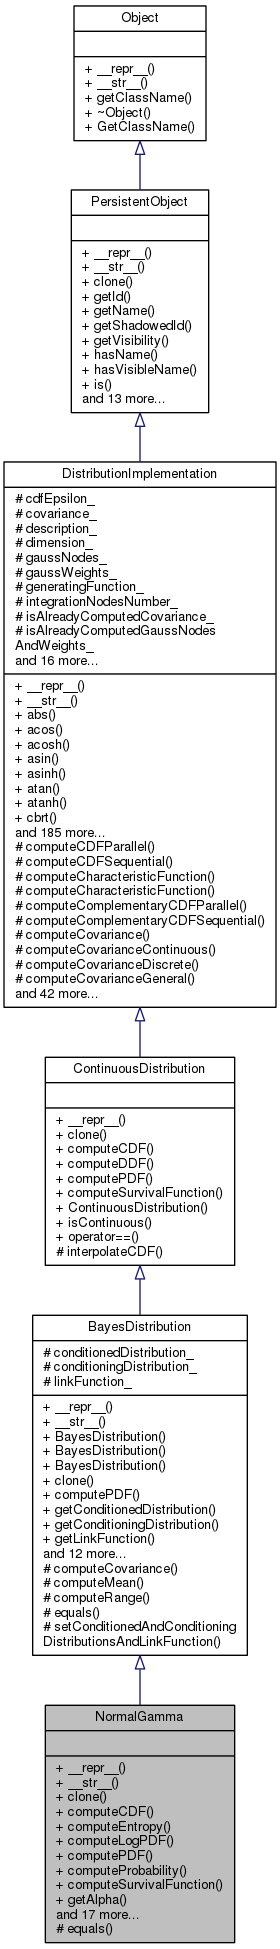 Object
+ __repr__()
+ __str__()
+ getClassName()
+ ~Object()
+ GetClassName()
PersistentObject
+ __repr__()
+ __str__()
+ clone()
+ getId()
+ getName()
+ getShadowedId()
+ getVisibility()
+ hasName()
+ hasVisibleName()
+ is()
and 13 more...
DistributionImplementation
# cdfEpsilon_
# covariance_
# description_
# dimension_
# gaussNodes_
# gaussWeights_
# generatingFunction_
# integrationNodesNumber_
# isAlreadyComputedCovariance_
# isAlreadyComputedGaussNodes
AndWeights_
and 16 more...
+ __repr__()
+ __str__()
+ abs()
+ acos()
+ acosh()
+ asin()
+ asinh()
+ atan()
+ atanh()
+ cbrt()
and 185 more...
# computeCDFParallel()
# computeCDFSequential()
# computeCharacteristicFunction()
# computeCharacteristicFunction()
# computeComplementaryCDFParallel()
# computeComplementaryCDFSequential()
# computeCovariance()
# computeCovarianceContinuous()
# computeCovarianceDiscrete()
# computeCovarianceGeneral()
and 42 more...
ContinuousDistribution
+ __repr__()
+ clone()
+ computeCDF()
+ computeDDF()
+ computePDF()
+ computeSurvivalFunction()
+ ContinuousDistribution()
+ isContinuous()
+ operator==()
# interpolateCDF()
BayesDistribution
# conditionedDistribution_
# conditioningDistribution_
# linkFunction_
+ __repr__()
+ __str__()
+ BayesDistribution()
+ BayesDistribution()
+ BayesDistribution()
+ clone()
+ computePDF()
+ getConditionedDistribution()
+ getConditioningDistribution()
+ getLinkFunction()
and 12 more...
# computeCovariance()
# computeMean()
# computeRange()
# equals()
# setConditionedAndConditioning
DistributionsAndLinkFunction()
NormalGamma
+ __repr__()
+ __str__()
+ clone()
+ computeCDF()
+ computeEntropy()
+ computeLogPDF()
+ computePDF()
+ computeProbability()
+ computeSurvivalFunction()
+ getAlpha()
and 17 more...
# equals()